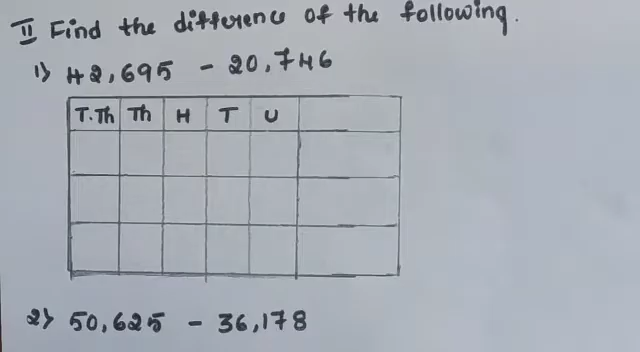 II Find the difference of the following.
1) 42,695 - 20,746
T.Th Th H T U
2) 50,625 - 36,178